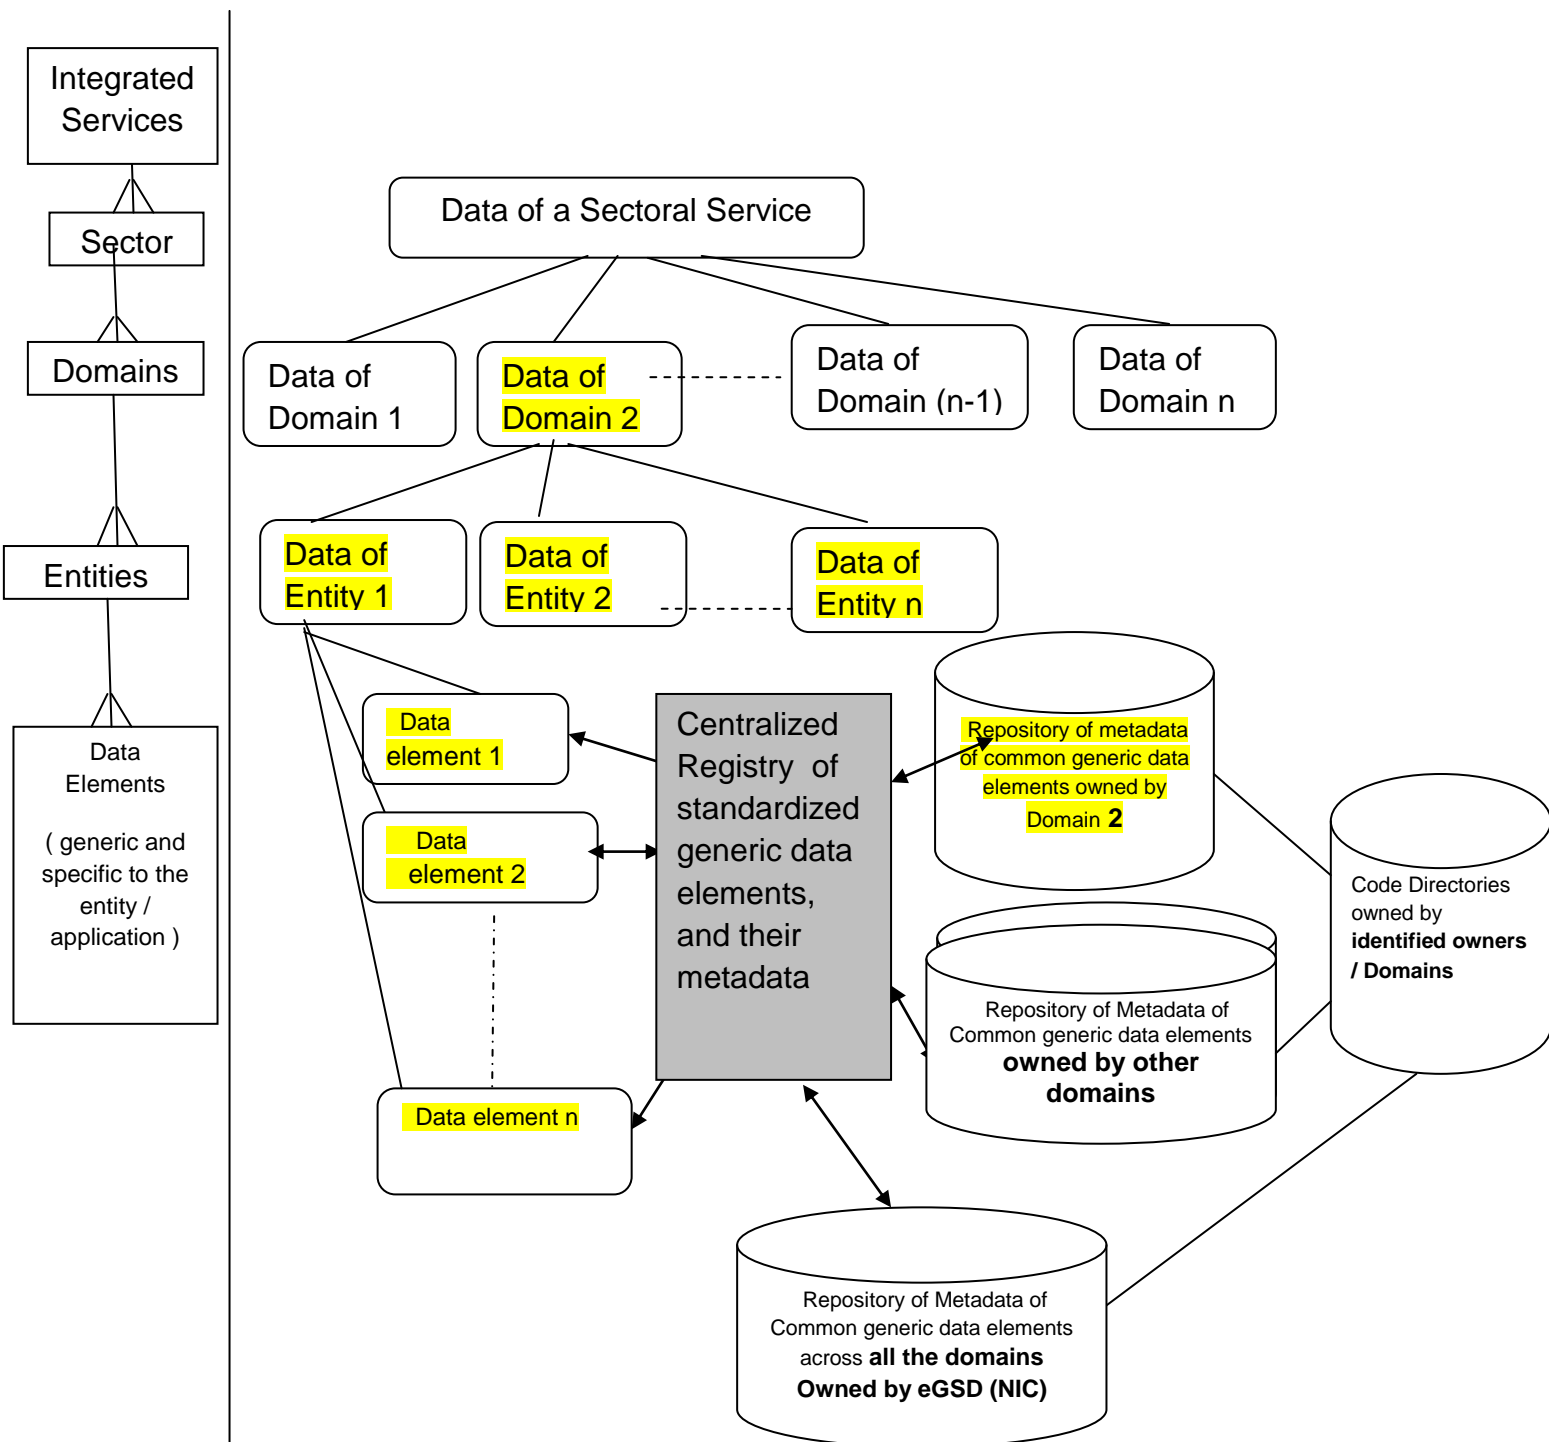 Integrated
Services
Sector
Domains
Entities
Data
Elements
( generic and
specific to the
entity /
application )
Data of a Sectoral Service
Data of
Domain 1
Data of
Domain 2
Data of
Domain (n-1)
Data of
Domain n
Data of
Entity 1
Data of
Entity 2
Data of
Entity n
Data
element 1
Data
element 2
Data element n
Centralized
Registry of
standardized
generic data
elements,
and their
metadata
Repository of metadata
of common generic data
elements owned by
Domain 2
Repository of Metadata of
Common generic data elements
owned by other
domains
Code Directories
owned by
identified owners
/ Domains
Repository of Metadata of
Common generic data elements
across all the domains
Owned by eGSD (NIC)